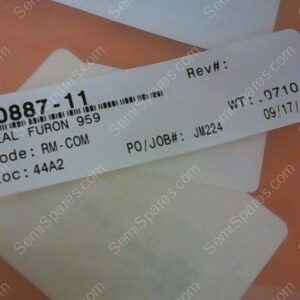 Rev#:
0887-11
WT:.0710
LAL FURON 959
09/17/
ode: RM-COM
PO/JOB#: JM224
oc: 44A2
SemiSpares.com